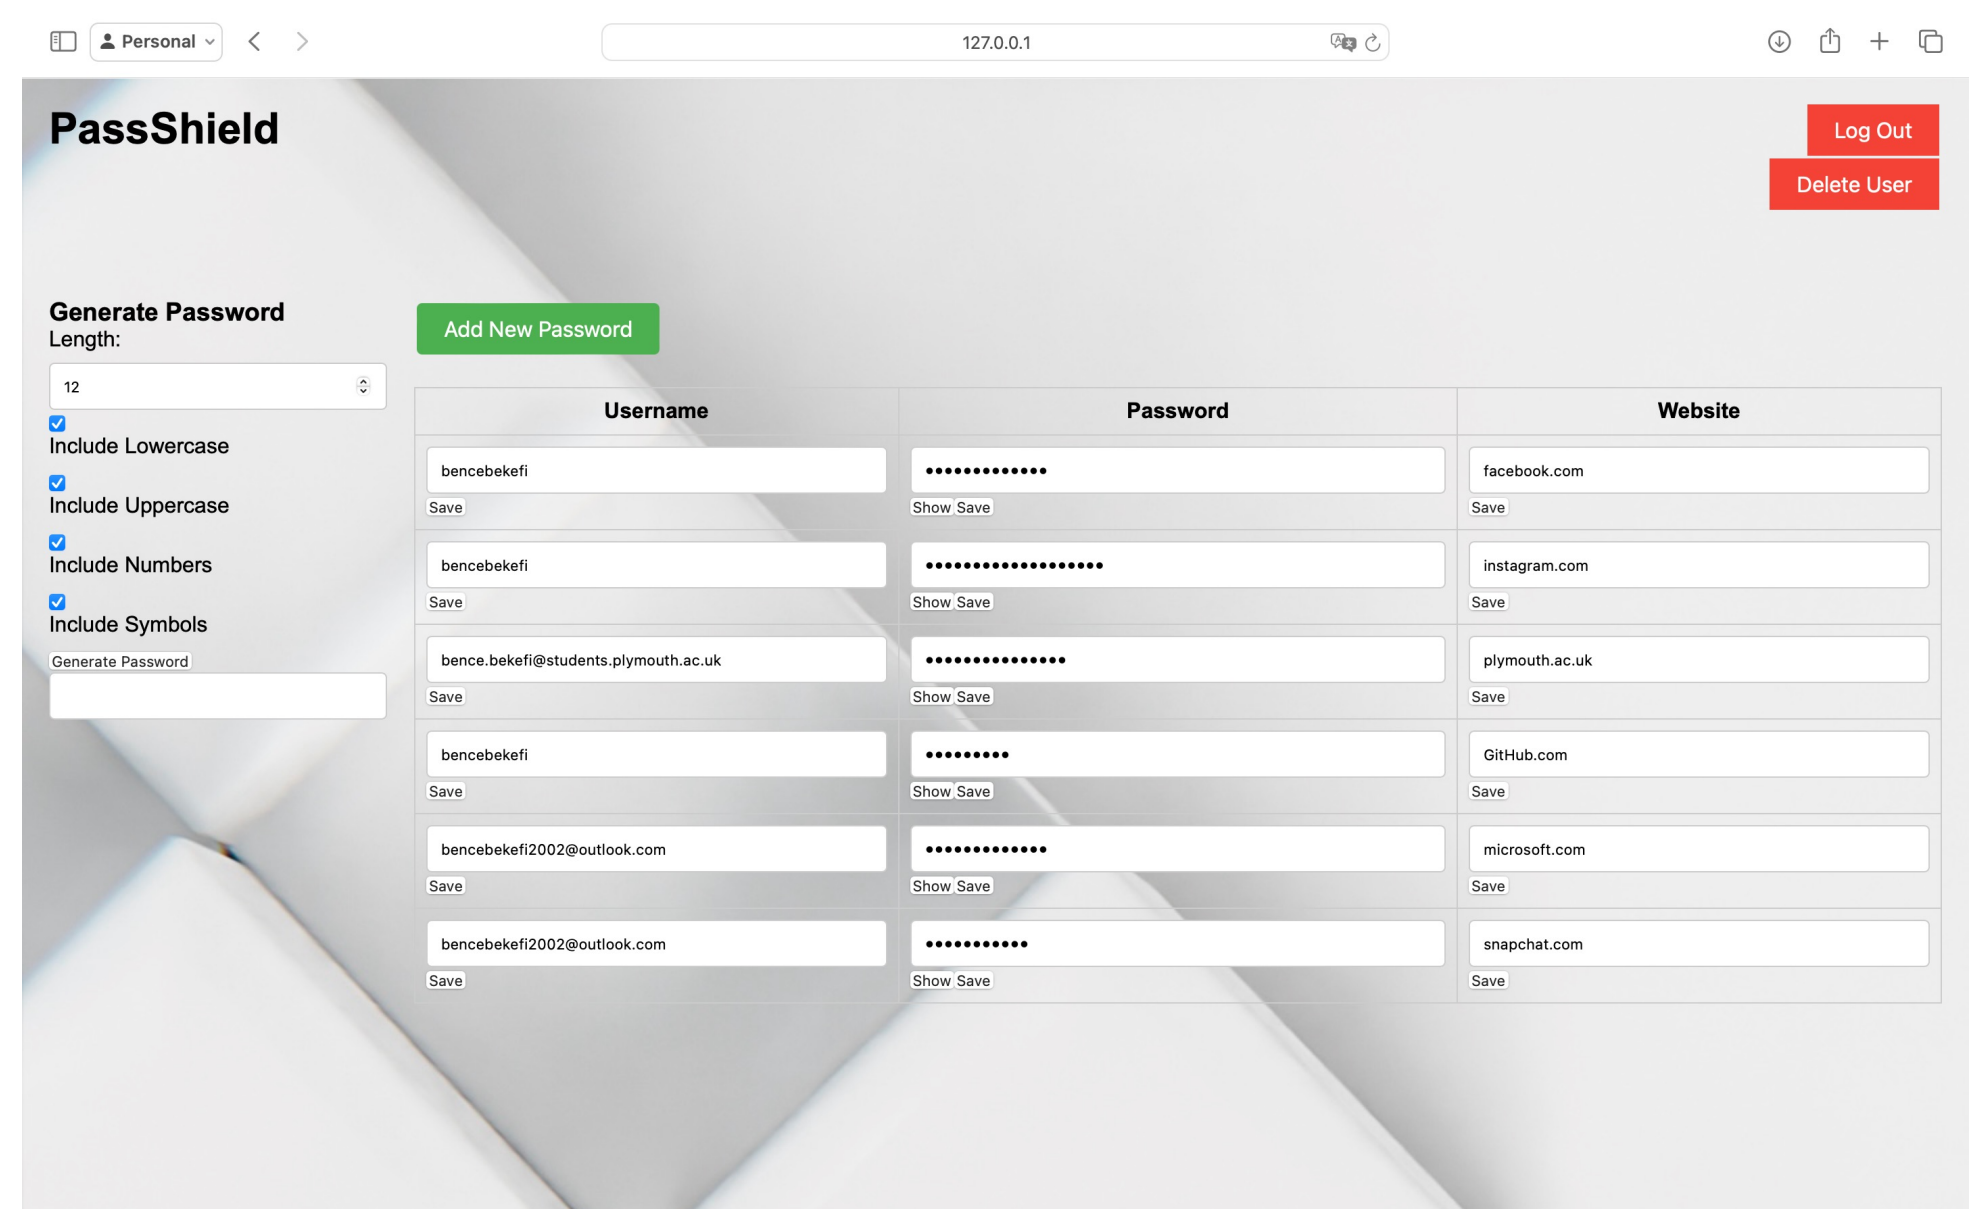 Personal
127.0.0.1
PassShield
Log Out
Delete User
Generate Password
Length:
12
Include Lowercase
Include Uppercase
Include Numbers
Include Symbols
Generate Password
Add New Password
Username Password Website
bencebekefi ••••••••••••• facebook.com
Save Show Save Save
bencebekefi ••••••••••••••••••• instagram.com
Save Show Save Save
bence.bekefi@students.plymouth.ac.uk ••••••••••••••• plymouth.ac.uk
Save Show Save Save
bencebekefi ••••••••• GitHub.com
Save Show Save Save
bencebekefi2002@outlook.com ••••••••••••• microsoft.com
Save Show Save Save
bencebekefi2002@outlook.com ••••••••••• snapchat.com
Save Show Save Save